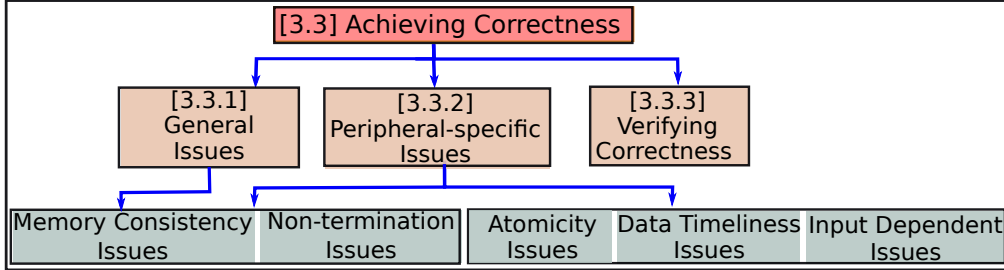 [3.3] Achieving Correctness
[3.3.1]
General
Issues
[3.3.2]
Peripheral-specific
Issues
[3.3.3]
Verifying
Correctness
Memory Consistency
Issues
Non-termination
Issues
Atomicity
Issues
Data Timeliness
Issues
Input Dependent
Issues